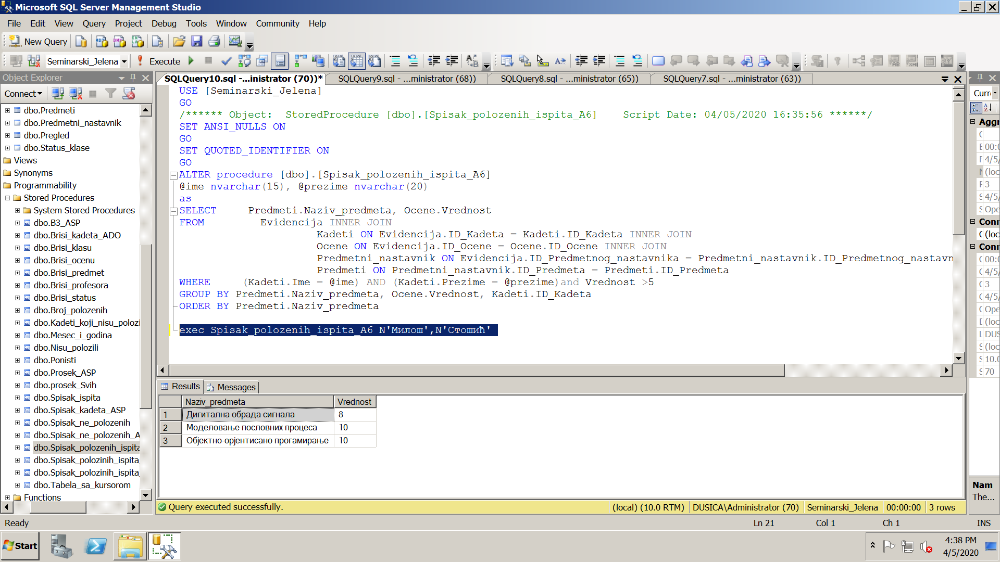 Microsoft SQL Server Management Studio
File Edit View Query Project Debug Tools Window Community Help
New Query
Seminarski_Jelena Execute
Object Explorer
SQLQuery10.sql -...inistrator (70))* SQLQuery9.sql - ...ministrator (68)) SQLQuery8.sql - ...ministrator (65)) SQLQuery7.sql - ...ministrator (63))
Connect
dbo.Predmeti
dbo.Predmetni_nastavnik
dbo.Pregled
dbo.Status_klase
Views
Synonyms
Programmability
Stored Procedures
System Stored Procedures
dbo.B3_ASP
dbo.Brisi_kadeta_ADO
dbo.Brisi_klasu
dbo.Brisi_ocenu
dbo.Brisi_predmet
dbo.Brisi_profesora
dbo.Brisi_status
dbo.Broj_polozenih
dbo.Kadeti_koji_nisu_polozi
dbo.Mesec_i_godina
dbo.Nisu_polozili
dbo.Ponisti
dbo.Prosek_ASP
dbo.prosek_Svih
dbo.Spisak_ispita
dbo.Spisak_kadeta_ASP
dbo.Spisak_ne_polozenih
dbo.Spisak_ne_polozenih_A
dbo.Spisak_polozenih_ispita
dbo.Spisak_polozinih_ispita_
dbo.Spisak_polozinih_ispita_
dbo.Tabela_sa_kursorom
Functions
USE [Seminarski_Jelena]
GO
/****** Object:  StoredProcedure [dbo].[Spisak_polozenih_ispita_A6]    Script Date: 04/05/2020 16:35:56 ******/
SET ANSI_NULLS ON
GO
SET QUOTED_IDENTIFIER ON
GO
ALTER procedure [dbo].[Spisak_polozenih_ispita_A6]
@ime nvarchar(15), @prezime nvarchar(20)
as
SELECT     Predmeti.Naziv_predmeta, Ocene.Vrednost
FROM         Evidencija INNER JOIN
Kadeti ON Evidencija.ID_Kadeta = Kadeti.ID_Kadeta INNER JOIN
Ocene ON Evidencija.ID_Ocene = Ocene.ID_Ocene INNER JOIN
Predmetni_nastavnik ON Evidencija.ID_Predmetnog_nastavnika = Predmetni_nastavnik.ID_Predmetnog_nastavn
Predmeti ON Predmetni_nastavnik.ID_Predmeta = Predmeti.ID_Predmeta
WHERE     (Kadeti.Ime = @ime) AND (Kadeti.Prezime = @prezime)and Vrednost >5
GROUP BY Predmeti.Naziv_predmeta, Ocene.Vrednost, Kadeti.ID_Kadeta
ORDER BY Predmeti.Naziv_predmeta
exec Spisak_polozenih_ispita_A6 N'Милош',N'Стошић'
Results Messages
Naziv_predmeta Vrednost
1 Дигитална обрада сигнала 8
2 Моделовање пословних процеса 10
3 Објектно-орјентисано прогамирање 10
Query executed successfully. (local) (10.0 RTM) DUSICA\Administrator (70) Seminarski_Jelena 00:00:00 3 rows
Curr
Aggr
00:0
4/5/
(loc
3
4/5/
Ope
Conn
(loc
Conn
00:0
4/5/
3
4/5/
Ope
(loc
DUS
(loc
10.0
70
Nam
The...
Ready Ln 21 Col 1 Ch 1 INS
Start 4:38 PM
4/5/2020